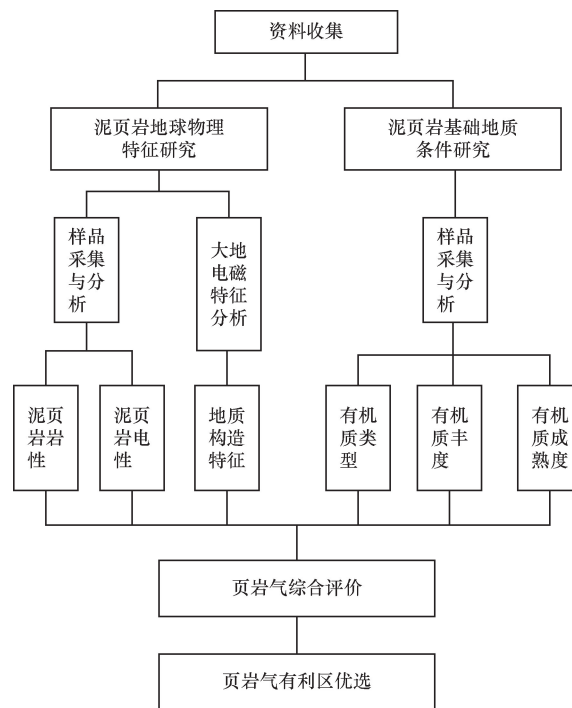 资料收集
泥页岩地球物理
特征研究
泥页岩基础地质
条件研究
样品
采集
与分
析
大地
电磁
特征
分析
样品
采集
与分
析
泥页
岩岩
性
泥页
岩电
性
地质
构造
特征
有机
质类
型
有机
质丰
度
有机
质成
熟度
页岩气综合评价
页岩气有利区优选